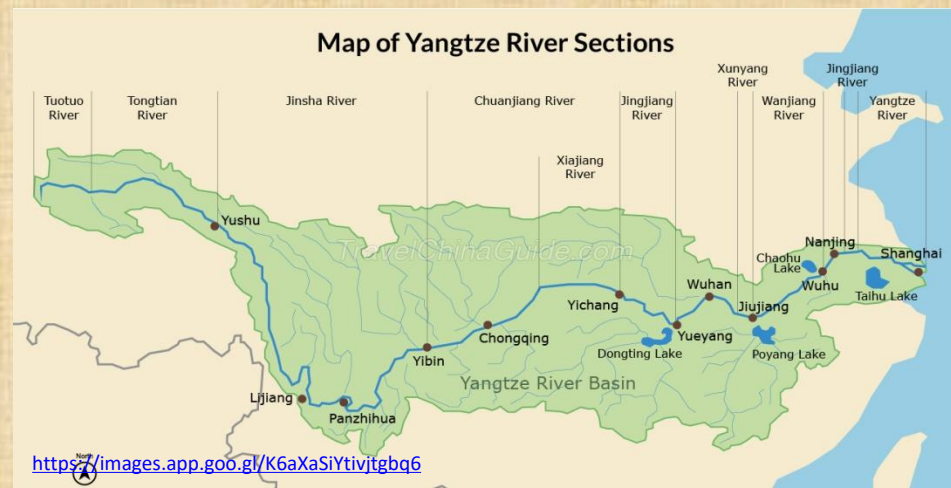 Map of Yangtze River Sections
Tuotuo
River
Tongtian
River
Jinsha River
Chuanjiang River
Xiajiang
River
Jingjiang
River
Xunyang
River
Wanjiang
River
Jingjiang
River
Yangtze
River
Yushu
TravelChinaGuide.com
Nanjing
Shanghai
Chaohu
Lake
Wuhu
Taihu Lake
Wuhan
Jiujiang
Yichang
Yueyang
Chongqing
Dongting Lake
Poyang Lake
Yibin
Yangtze River Basin
Lijiang
Panzhihua
North
https://images.app.goo.gl/K6aXaSiYtivjtgbq6